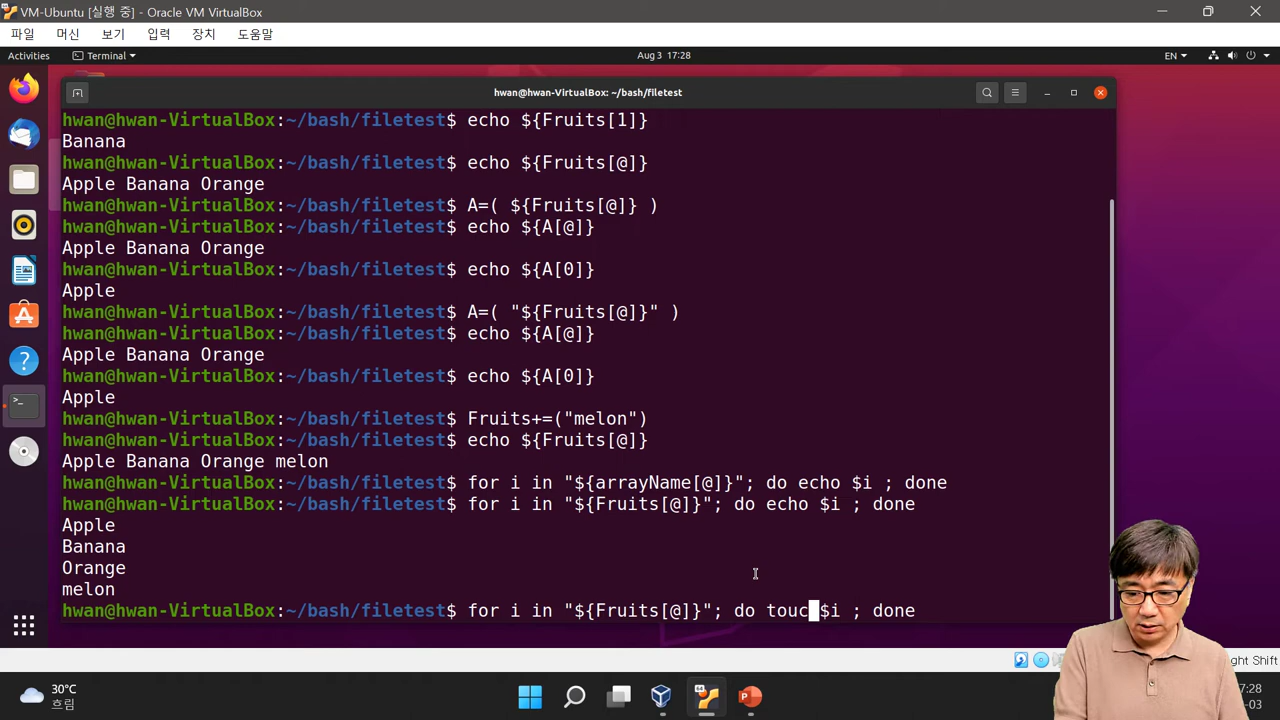 VM-Ubuntu [실행 중] - Oracle VM VirtualBox
파일 머신 보기 입력 장치 도움말
Activities Terminal Aug 3 17:28 EN
hwan@hwan-VirtualBox: ~/bash/filetest
hwan@hwan-VirtualBox:~/bash/filetest$ echo ${Fruits[1]}
Banana
hwan@hwan-VirtualBox:~/bash/filetest$ echo ${Fruits[@]}
Apple Banana Orange
hwan@hwan-VirtualBox:~/bash/filetest$ A=( ${Fruits[@]} )
hwan@hwan-VirtualBox:~/bash/filetest$ echo ${A[@]}
Apple Banana Orange
hwan@hwan-VirtualBox:~/bash/filetest$ echo ${A[0]}
Apple
hwan@hwan-VirtualBox:~/bash/filetest$ A=( "${Fruits[@]}" )
hwan@hwan-VirtualBox:~/bash/filetest$ echo ${A[@]}
Apple Banana Orange
hwan@hwan-VirtualBox:~/bash/filetest$ echo ${A[0]}
Apple
hwan@hwan-VirtualBox:~/bash/filetest$ Fruits+=("melon")
hwan@hwan-VirtualBox:~/bash/filetest$ echo ${Fruits[@]}
Apple Banana Orange melon
hwan@hwan-VirtualBox:~/bash/filetest$ for i in "${arrayName[@]}"; do echo $i ; done
hwan@hwan-VirtualBox:~/bash/filetest$ for i in "${Fruits[@]}"; do echo $i ; done
Apple
Banana
Orange
melon
hwan@hwan-VirtualBox:~/bash/filetest$ for i in "${Fruits[@]}"; do touc $i ; done
Shift
30°C
흐림